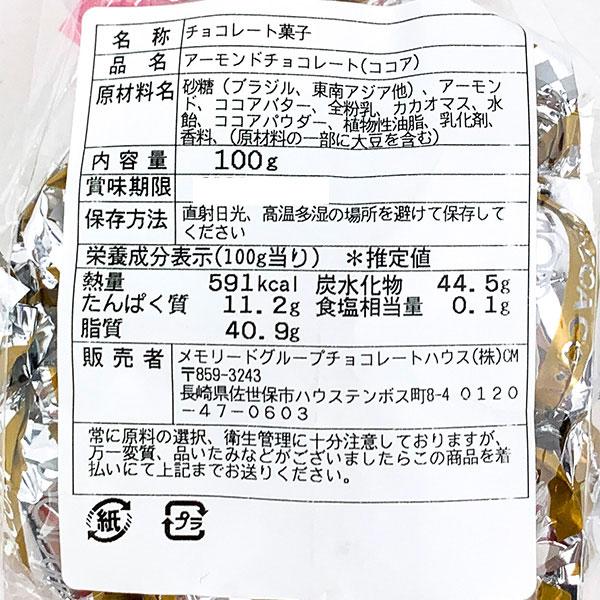 名称 チョコレート菓子
品名 アーモンドチョコレート(ココア)
原材料名 砂糖（ブラジル、東南アジア他）、アーモン
ド、ココアバター、全粉乳、カカオマス、水
飴、ココアパウダー、植物性油脂、乳化剤、
香料、(原材料の一部に大豆を含む)
内容量 100g
賞味期限
保存方法 直射日光、高温多湿の場所を避けて保存して
ください
栄養成分表示(100g当り) *推定値
熱量 591kcal 炭水化物 44.5g
たんぱく質 11.2g 食塩相当量 0.1g
脂質 40.9g
販売者 メモリードグループチョコレートハウス(株)CM
〒859-3243
長崎県佐世保市ハウステンボス町8-4 0120
-47-0603
常に原料の選択、衛生管理に十分注意しておりますが、
万一変質、品いたみなどがございましたらこの商品を着
払いにて上記までお送りください。
紙 プラ